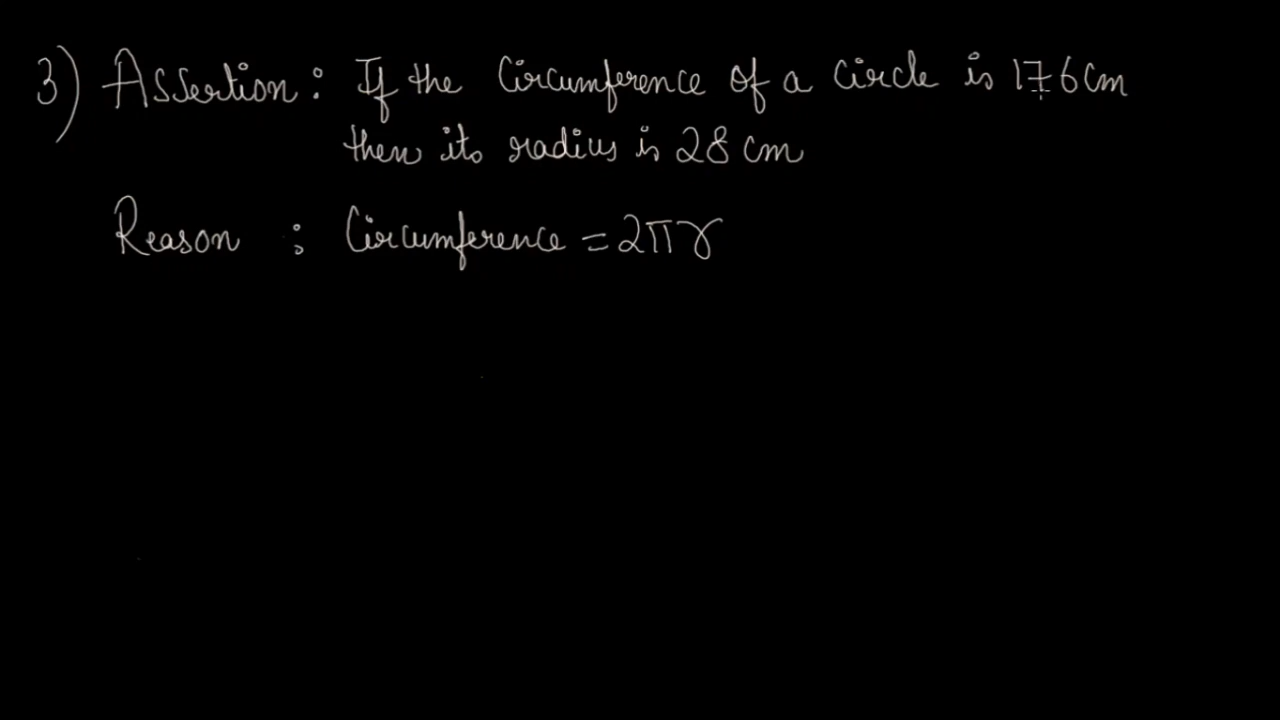 3) Assertion: If the Circumference of a circle is 176 cm
then its radius is 28 cm
Reason : Circumference = 2πr